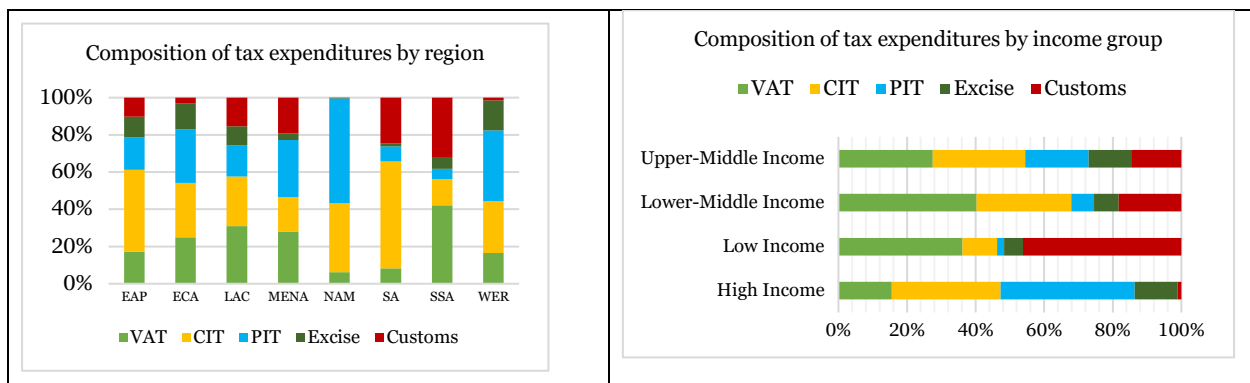 Composition of tax expenditures by region
100%
80%
60%
40%
20%
0%
EAP ECA LAC MENA NAM SA SSA WER
VAT CIT PIT Excise Customs
Composition of tax expenditures by income group
VAT CIT PIT Excise Customs
Upper-Middle Income
Lower-Middle Income
Low Income
High Income
0% 20% 40% 60% 80% 100%